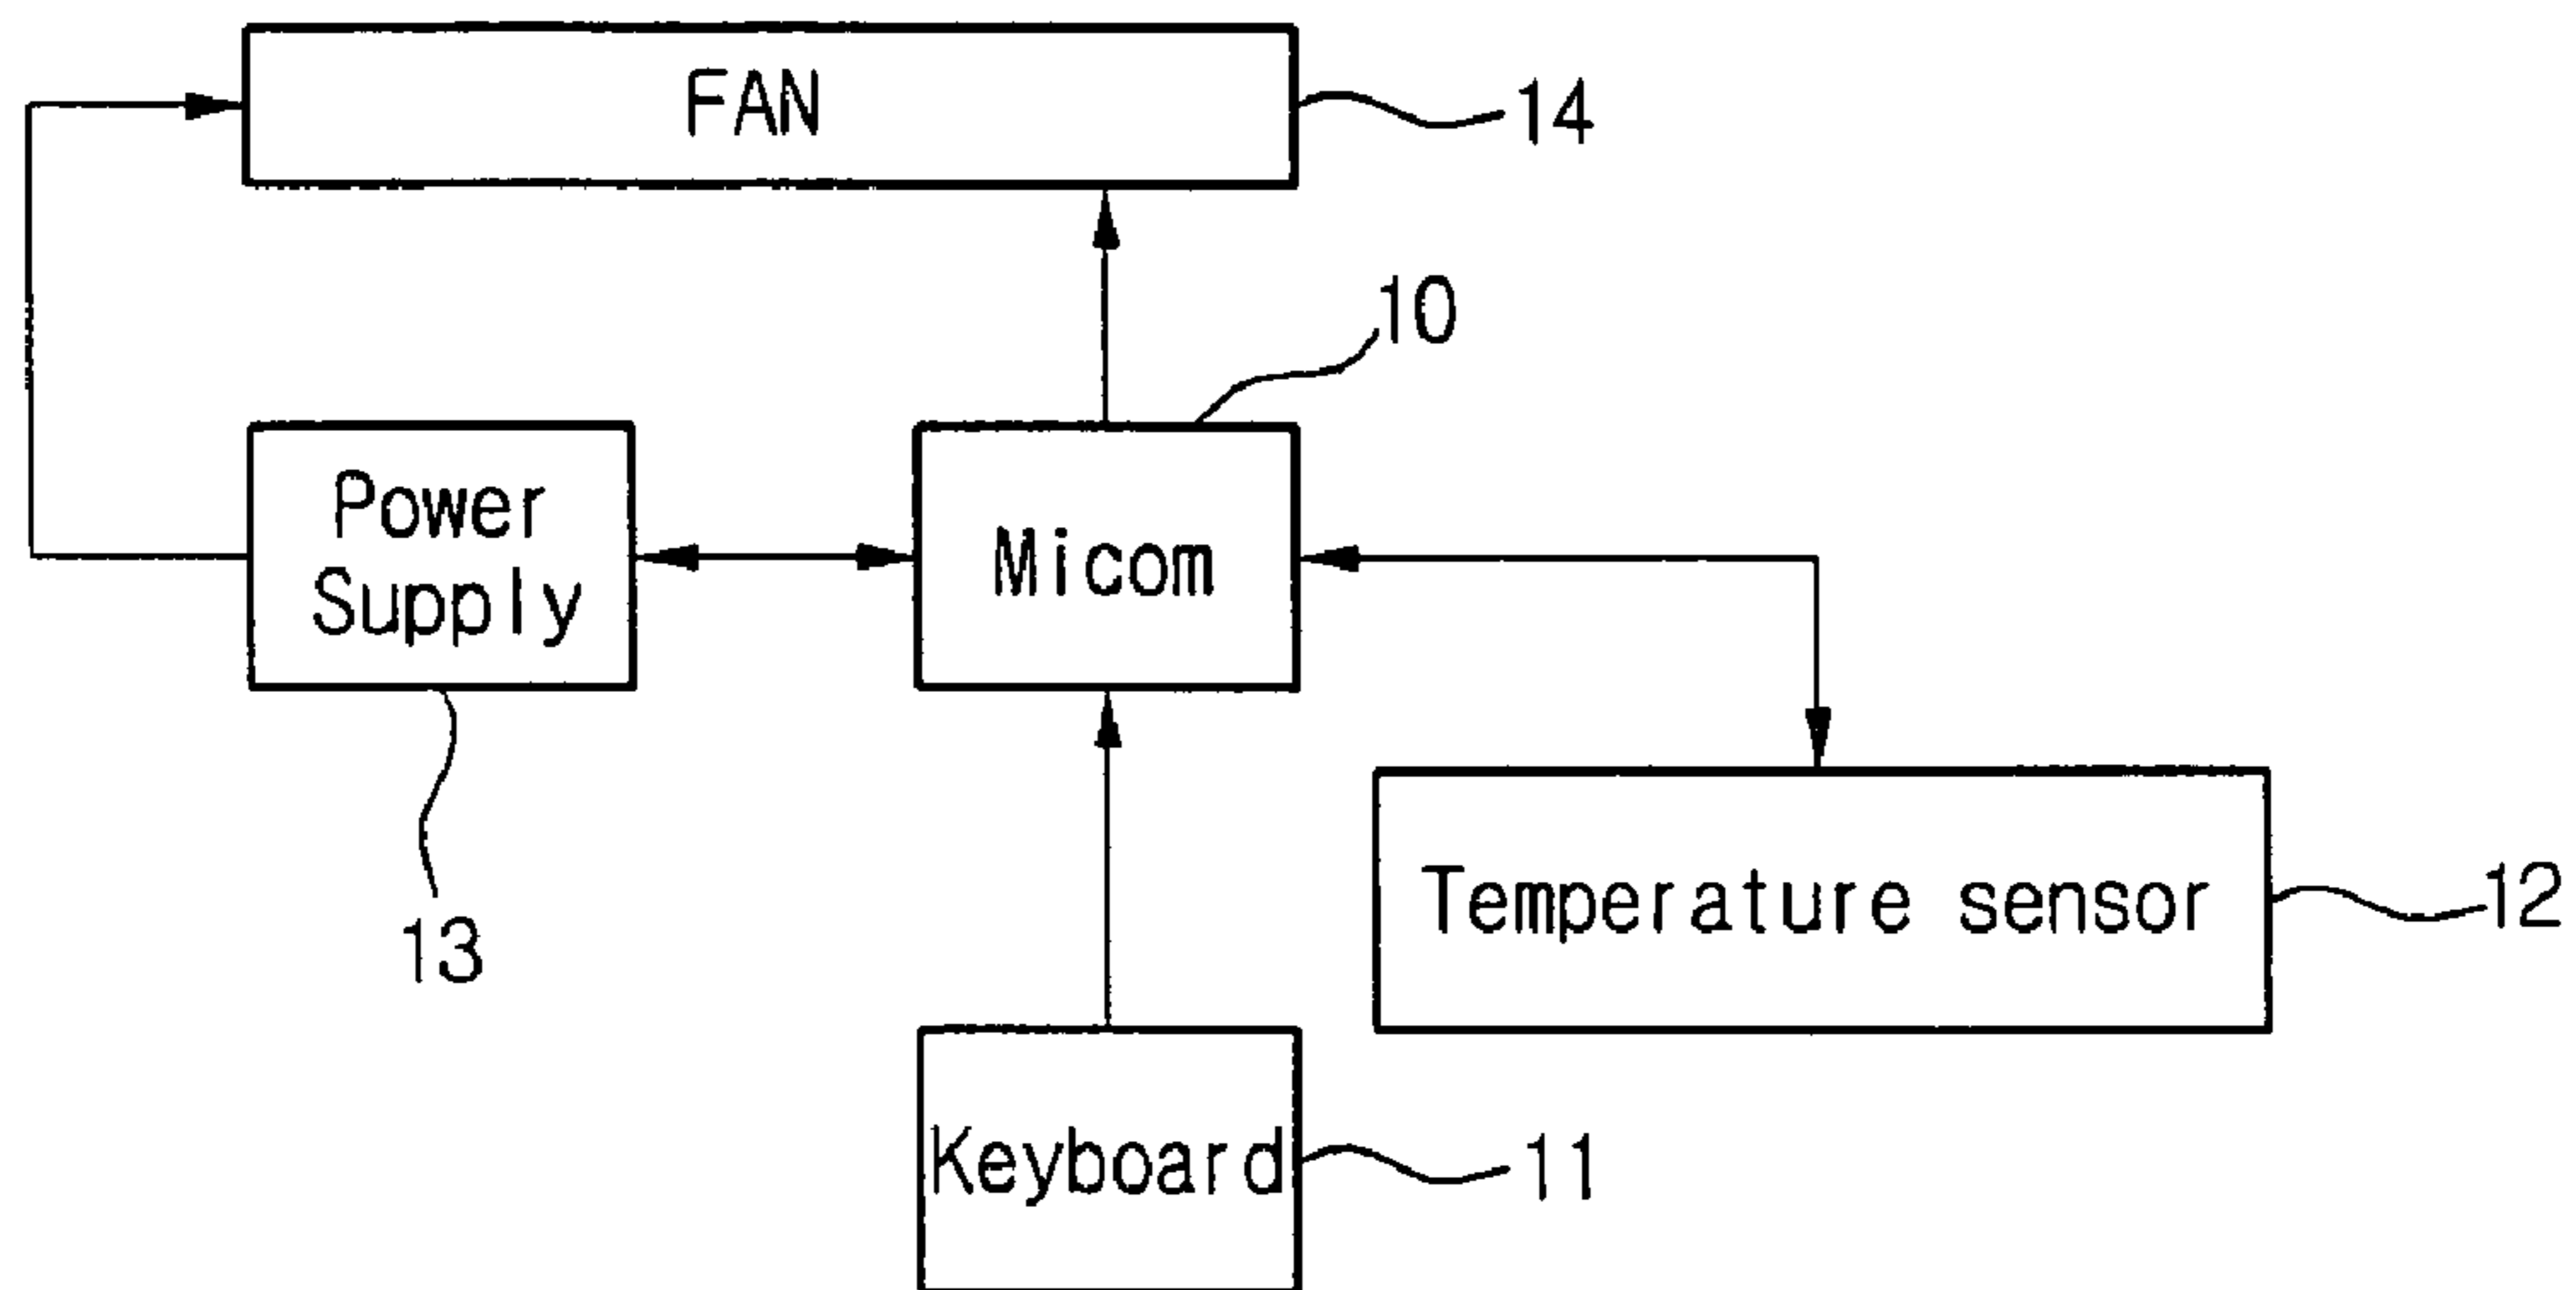 FAN
14
10
Power
Supply
Micom
13
Temperature sensor
12
Keyboard
11